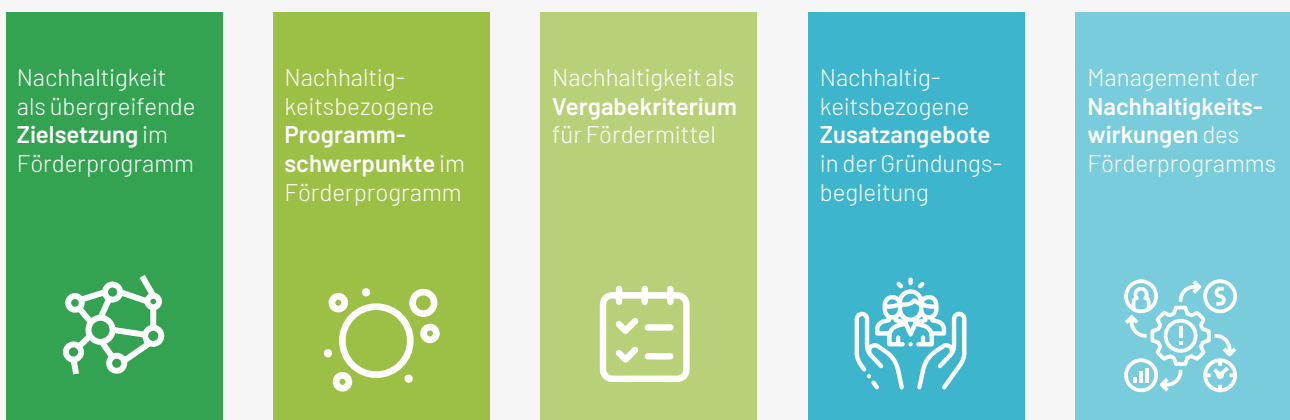 Nachhaltigkeit
als übergreifende
Zielsetzung im
Förderprogramm
Nachhaltig-
keitsbezogene
Programm-
schwerpunkte im
Förderprogramm
Nachhaltigkeit als
Vergabekriterium
für Fördermittel
Nachhaltig-
keitsbezogene
Zusatzangebote
in der Gründungs-
begleitung
Management der
Nachhaltigkeits-
wirkungen des
Förderprogramms
S